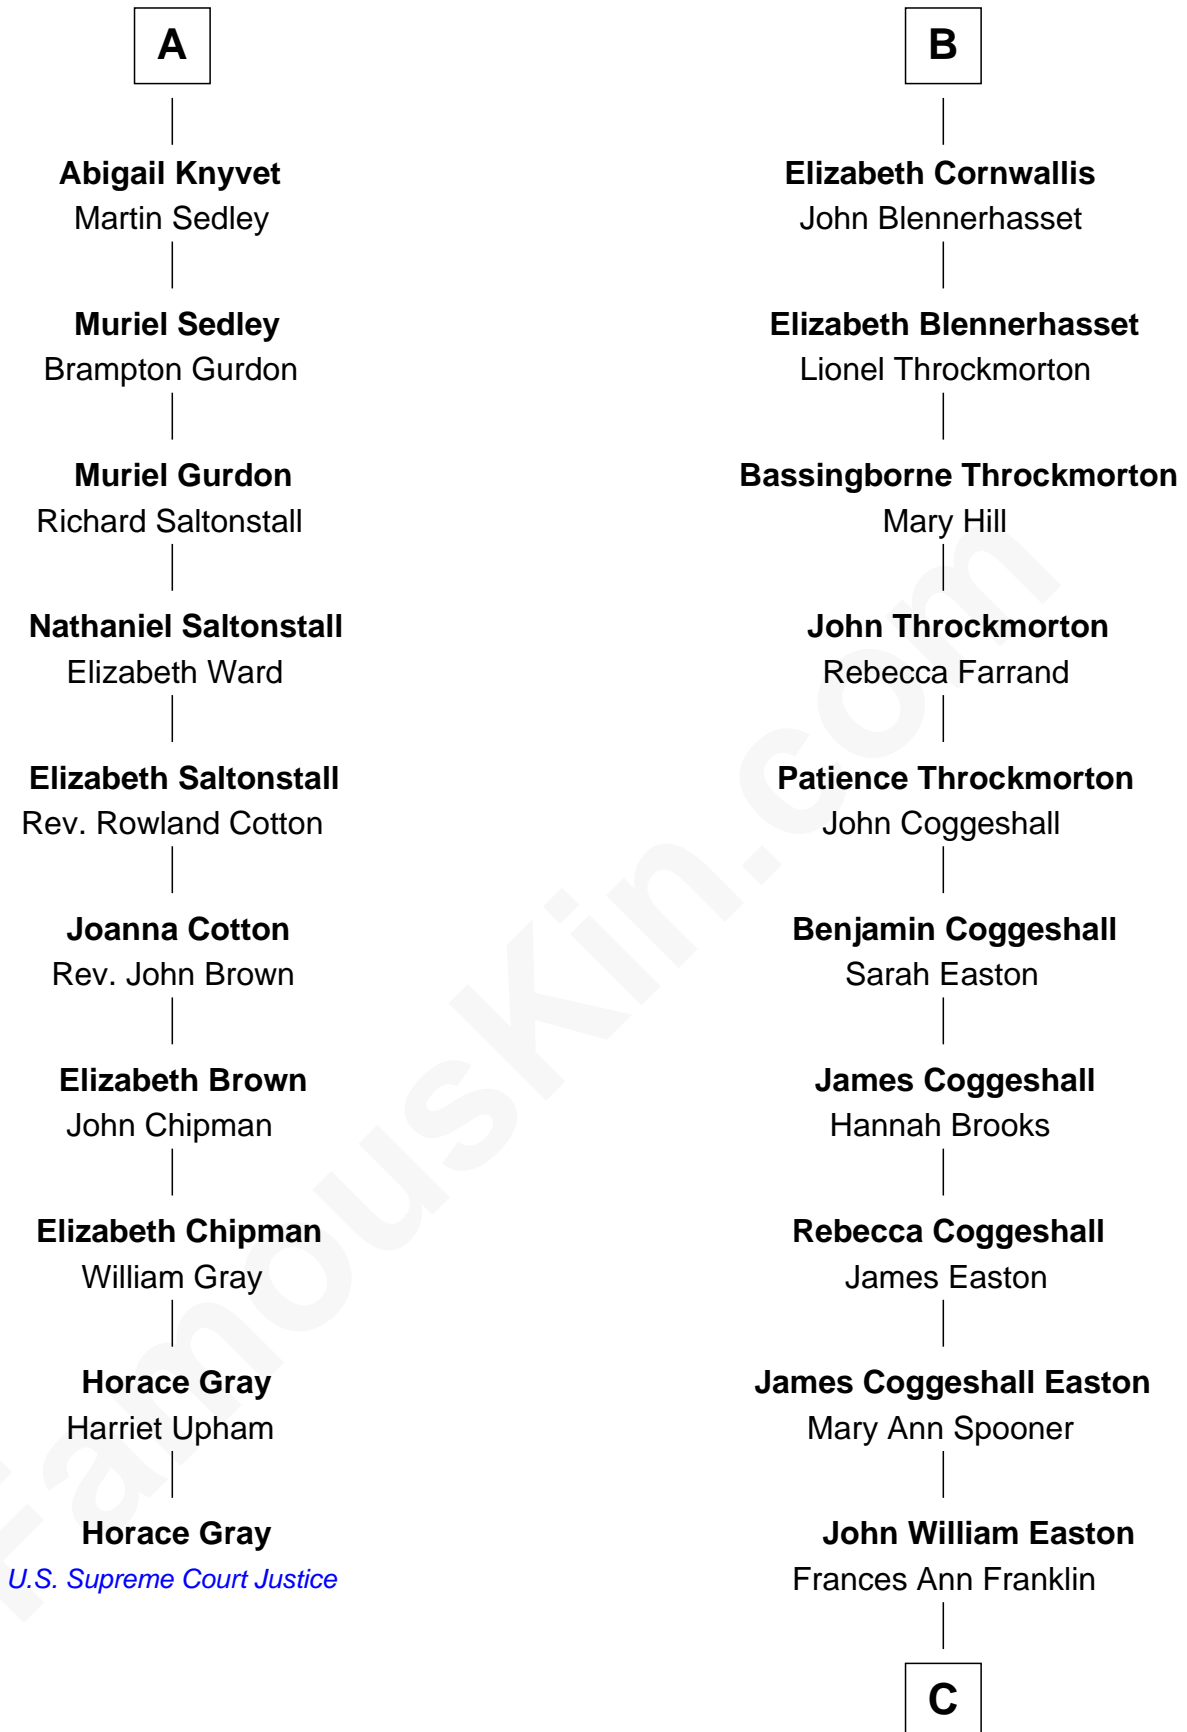 A
Abigail Knyvet
Martin Sedley
Muriel Sedley
Brampton Gurdon
Muriel Gurdon
Richard Saltonstall
Nathaniel Saltonstall
Elizabeth Ward
Elizabeth Saltonstall
Rev. Rowland Cotton
Joanna Cotton
Rev. John Brown
Elizabeth Brown
John Chipman
Elizabeth Chipman
William Gray
Horace Gray
Harriet Upham
Horace Gray
U.S. Supreme Court Justice
B
Elizabeth Cornwallis
John Blennerhasset
Elizabeth Blennerhasset
Lionel Throckmorton
Bassingborne Throckmorton
Mary Hill
John Throckmorton
Rebecca Farrand
Patience Throckmorton
John Coggeshall
Benjamin Coggeshall
Sarah Easton
James Coggeshall
Hannah Brooks
Rebecca Coggeshall
James Easton
James Coggeshall Easton
Mary Ann Spooner
John William Easton
Frances Ann Franklin
C
FamousKin.com